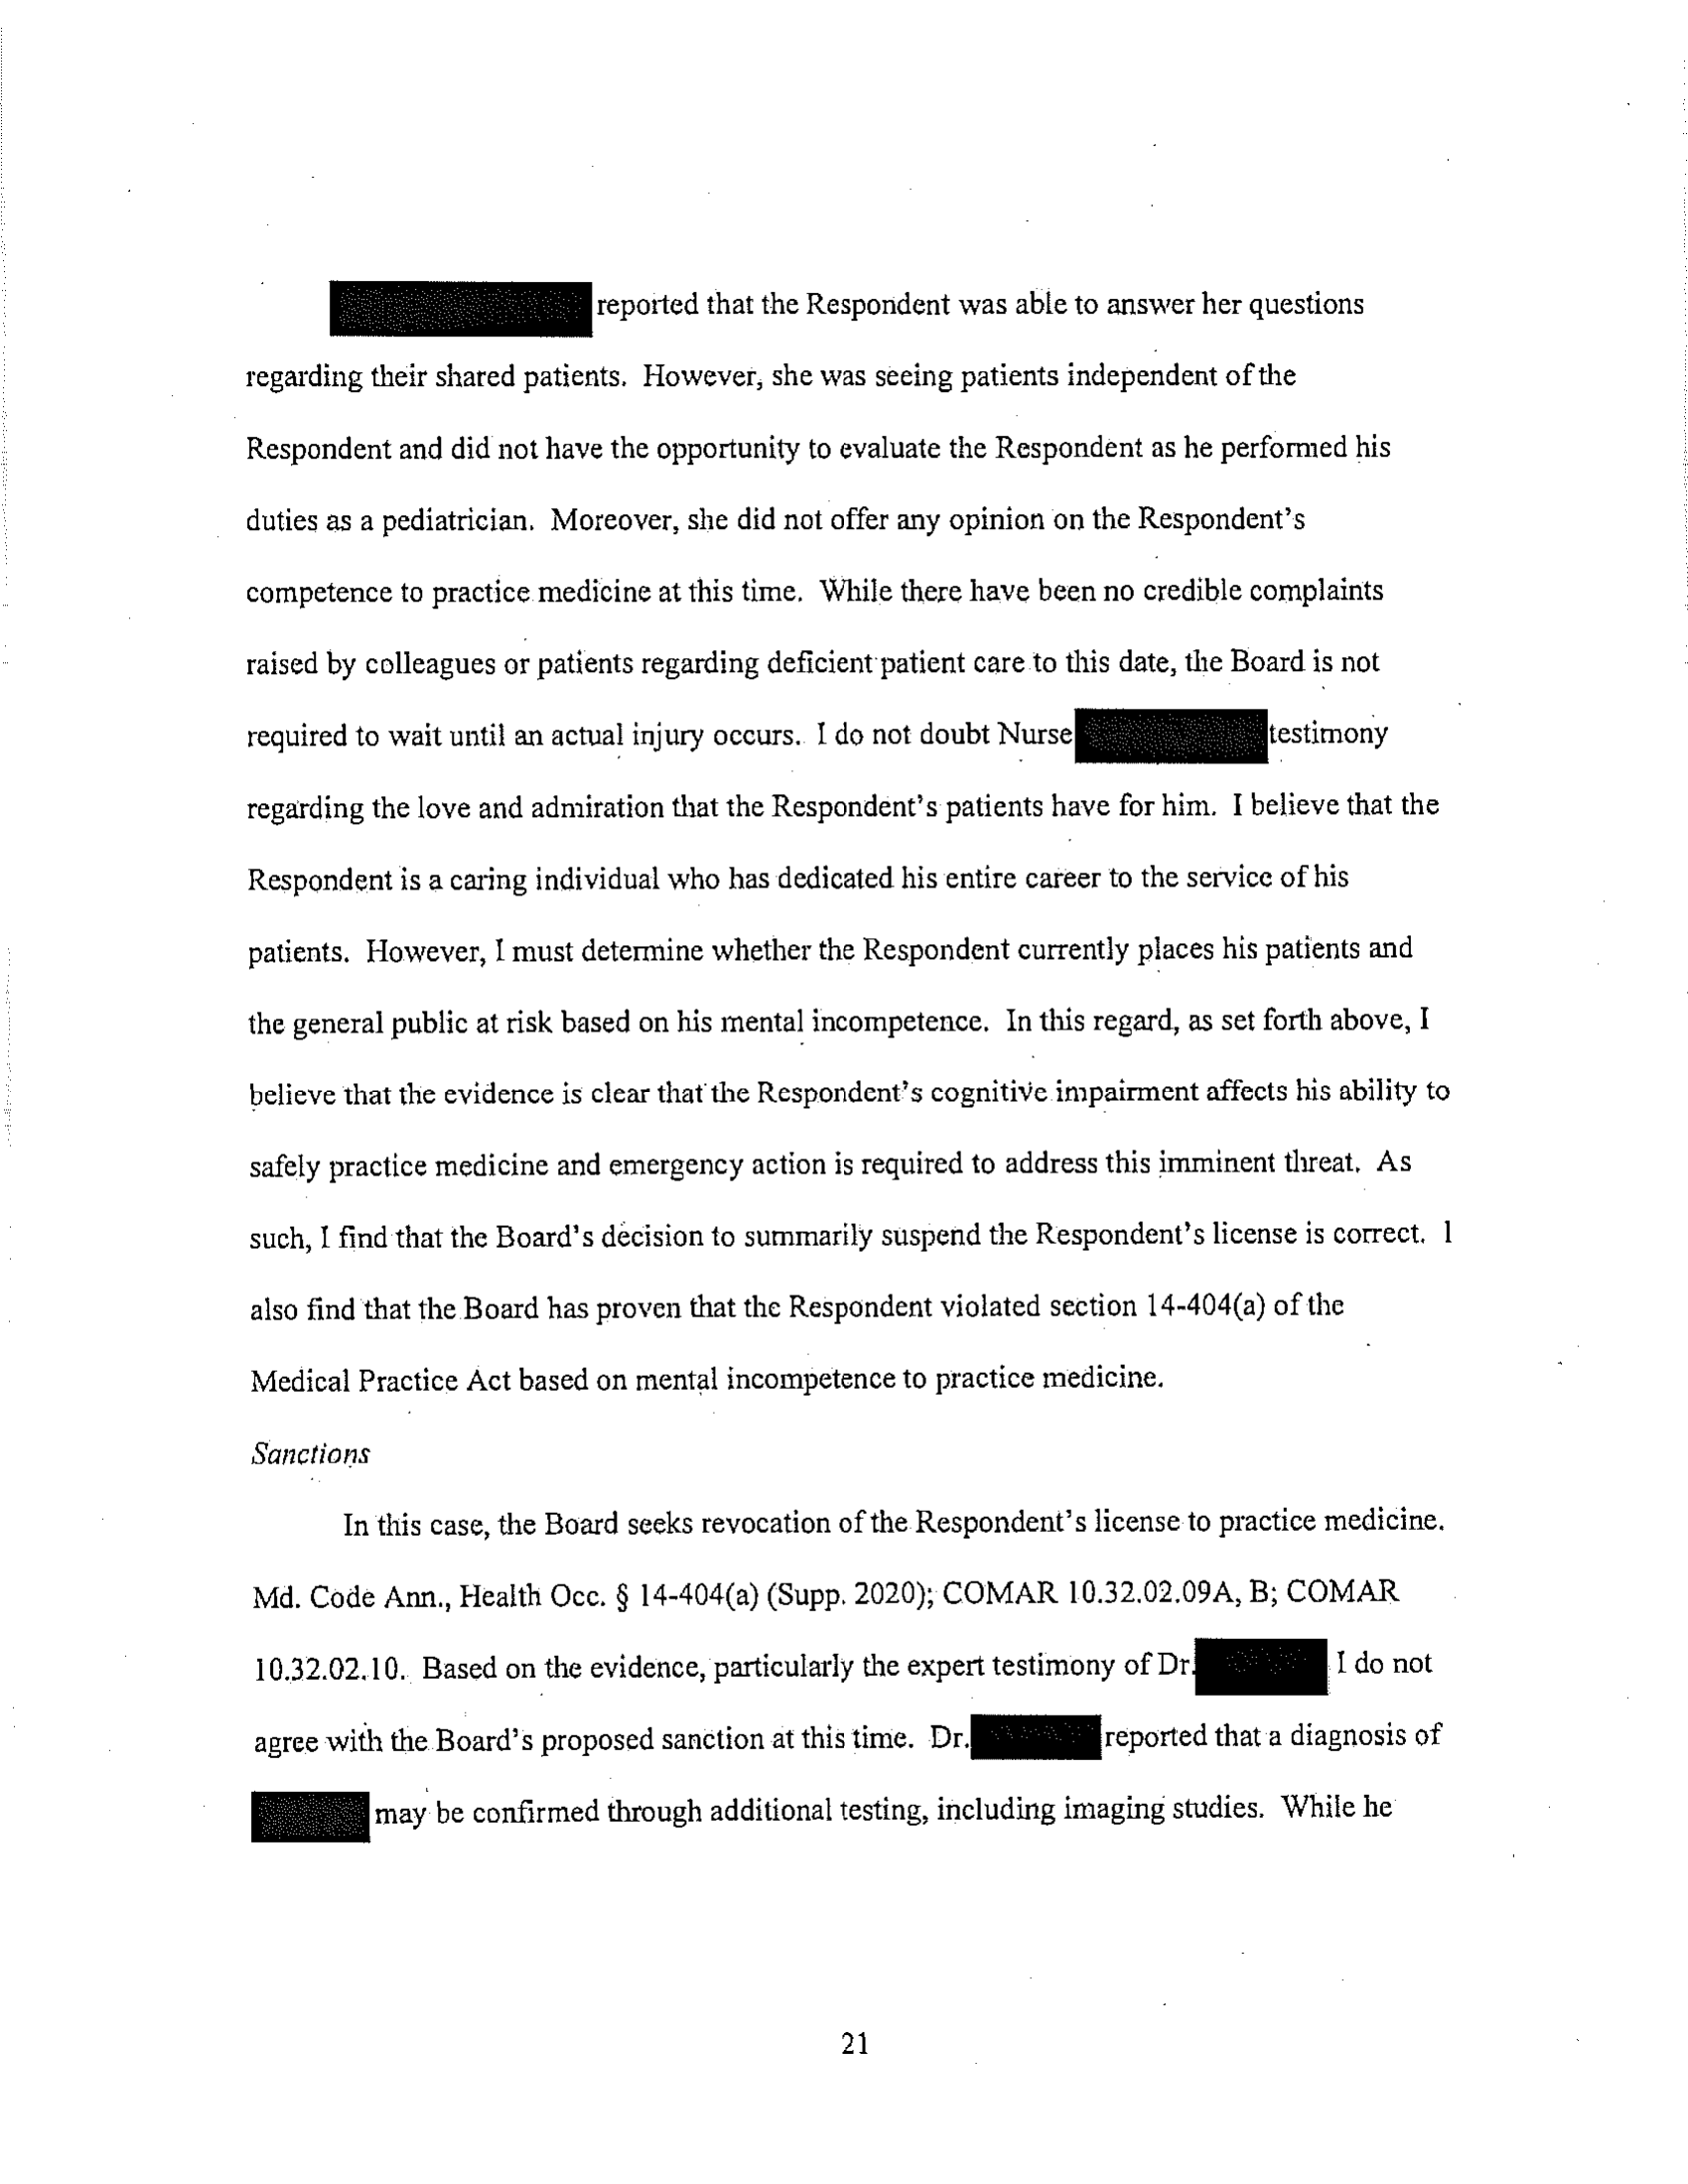 reported that the Respondent was able to answer her questions
regarding their shared patients. However, she was seeing patients independent of the
Respondent and did not have the opportunity to evaluate the Respondent as he performed his
duties as a pediatrician. Moreover, she did not offer any opinion on the Respondent's
competence to practice medicine at this time. While there have been no credible complaints
raised by colleagues or patients regarding deficient patient care to this date, the Board is not
required to wait until an actual injury occurs. I do not doubt Nurse testimony
regarding the love and admiration that the Respondent's patients have for him. I believe that the
Respondent is a caring individual who has dedicated his entire career to the service of his
patients. However, I must determine whether the Respondent currently places his patients and
the general public at risk based on his mental incompetence. In this regard, as set forth above, I
believe that the evidence is clear that the Respondent's cognitive impairment affects his ability to
safely practice medicine and emergency action is required to address this imminent threat. As
such, I find that the Board's decision to summarily suspend the Respondent's license is correct. I
also find that the Board has proven that the Respondent violated section 14-404(a) of the
Medical Practice Act based on mental incompetence to practice medicine.
Sanctions
In this case, the Board seeks revocation of the Respondent's license to practice medicine.
Md. Code Ann., Health Occ. § 14-404(a) (Supp. 2020); COMAR 10.32.02.09A, B; COMAR
10.32.02.10. Based on the evidence, particularly the expert testimony of Dr. I do not
agree with the Board's proposed sanction at this time. Dr. reported that a diagnosis of
may be confirmed through additional testing, including imaging studies. While he
21